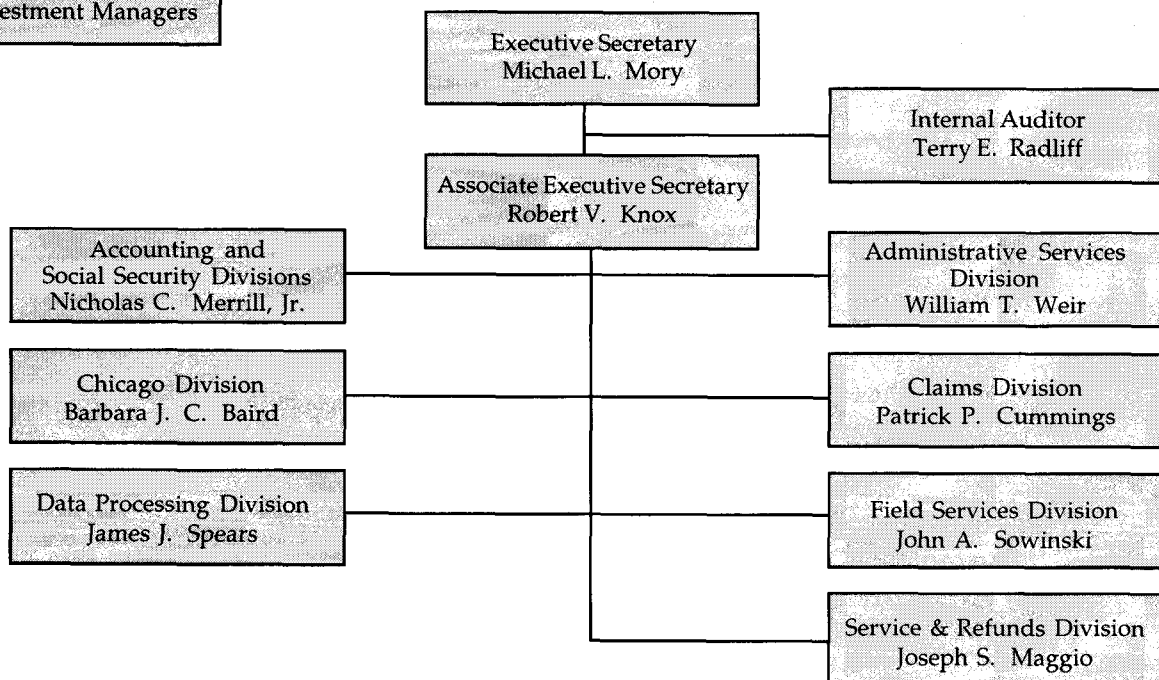 Managers
Executive Secretary
Michael L. Mory
Internal Auditor
Terry E. Radliff
Associate Executive Secretary
Robert V. Knox
Accounting and
Social Security Divisions
Nicholas C. Merrill, Jr.
Administrative Services
Division
William T. Weir
Chicago Division
Barbara J. C. Baird
Claims Division
Patrick P. Cummings
Data Processing Division
James J. Spears
Field Services Division
John A. Sowinski
Service & Refunds Division
Joseph S. Maggio